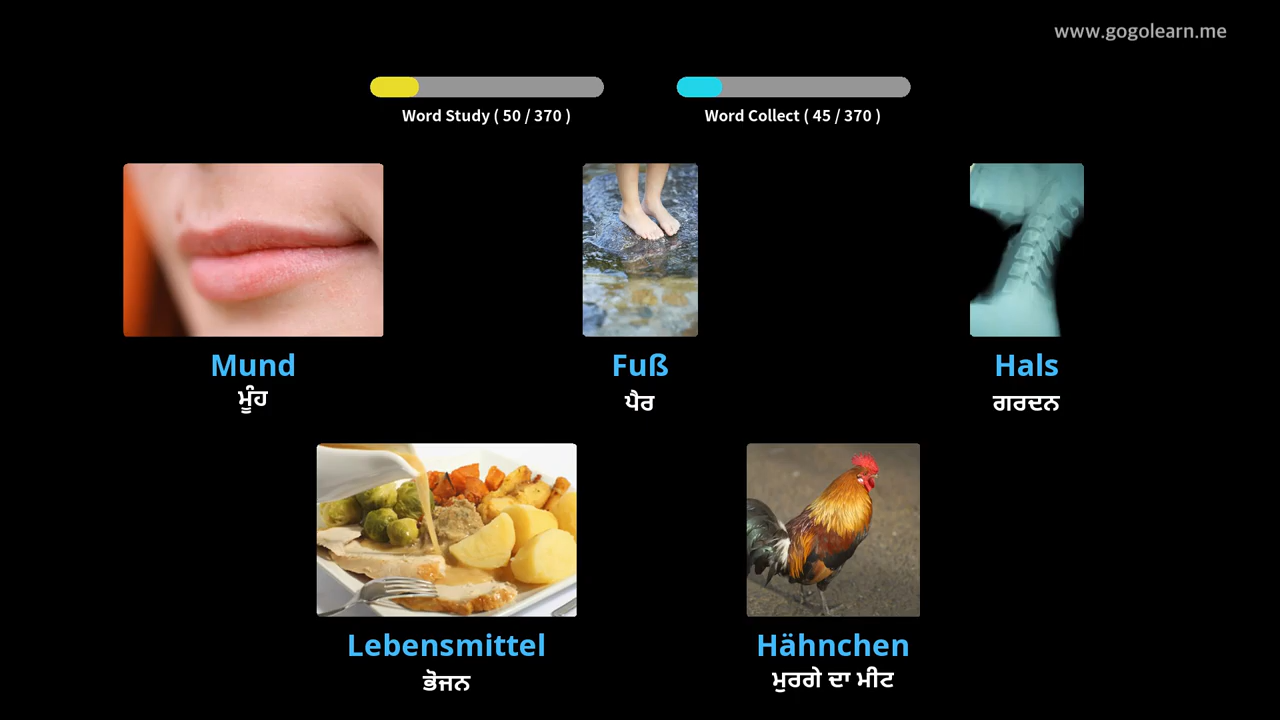 www.gogolearn.me
Word Study ( 50 / 370 )
Word Collect ( 45 / 370 )
Mund
ਮੂੰਹ
Fuß
ਪੈਰ
Hals
ਗਰਦਨ
Lebensmittel
ਭੋਜਨ
Hähnchen
ਮੁਰਗੇ ਦਾ ਮੀਟ